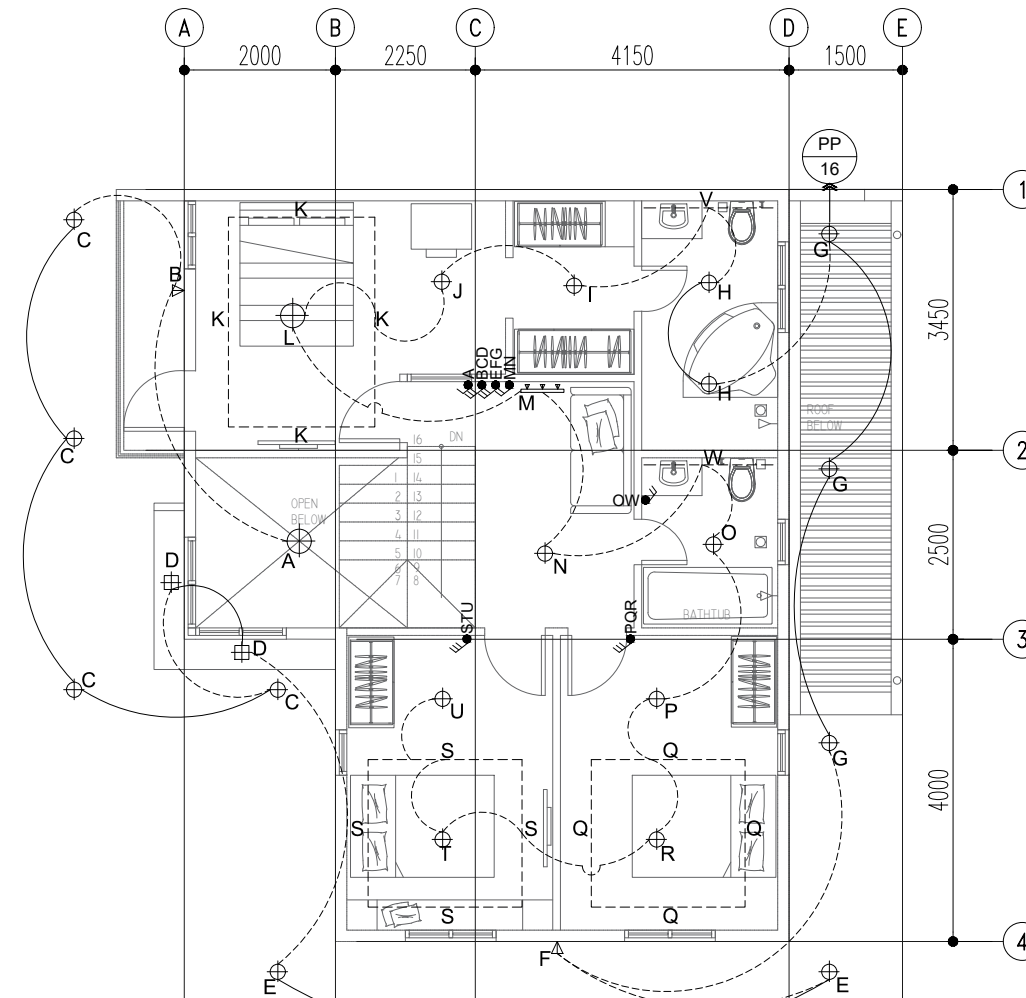 A B C D E
2000 2250 4150 1500
PP
16
1
K V
C G
B
J I H
K K
L
3450
A BCD EFG MN
M H
ROOF
BELOW
K 16 DN
C 2
15 W
1 14 G
OPEN 2 13 OW
BELOW 3 12
4 11 O
A 5 10 N
D 6 9
7 8
2500
BATHTUB
STU PQR
D 3
C C
U P
S Q G
4000
S S Q Q
T R
S Q
F 4
E E